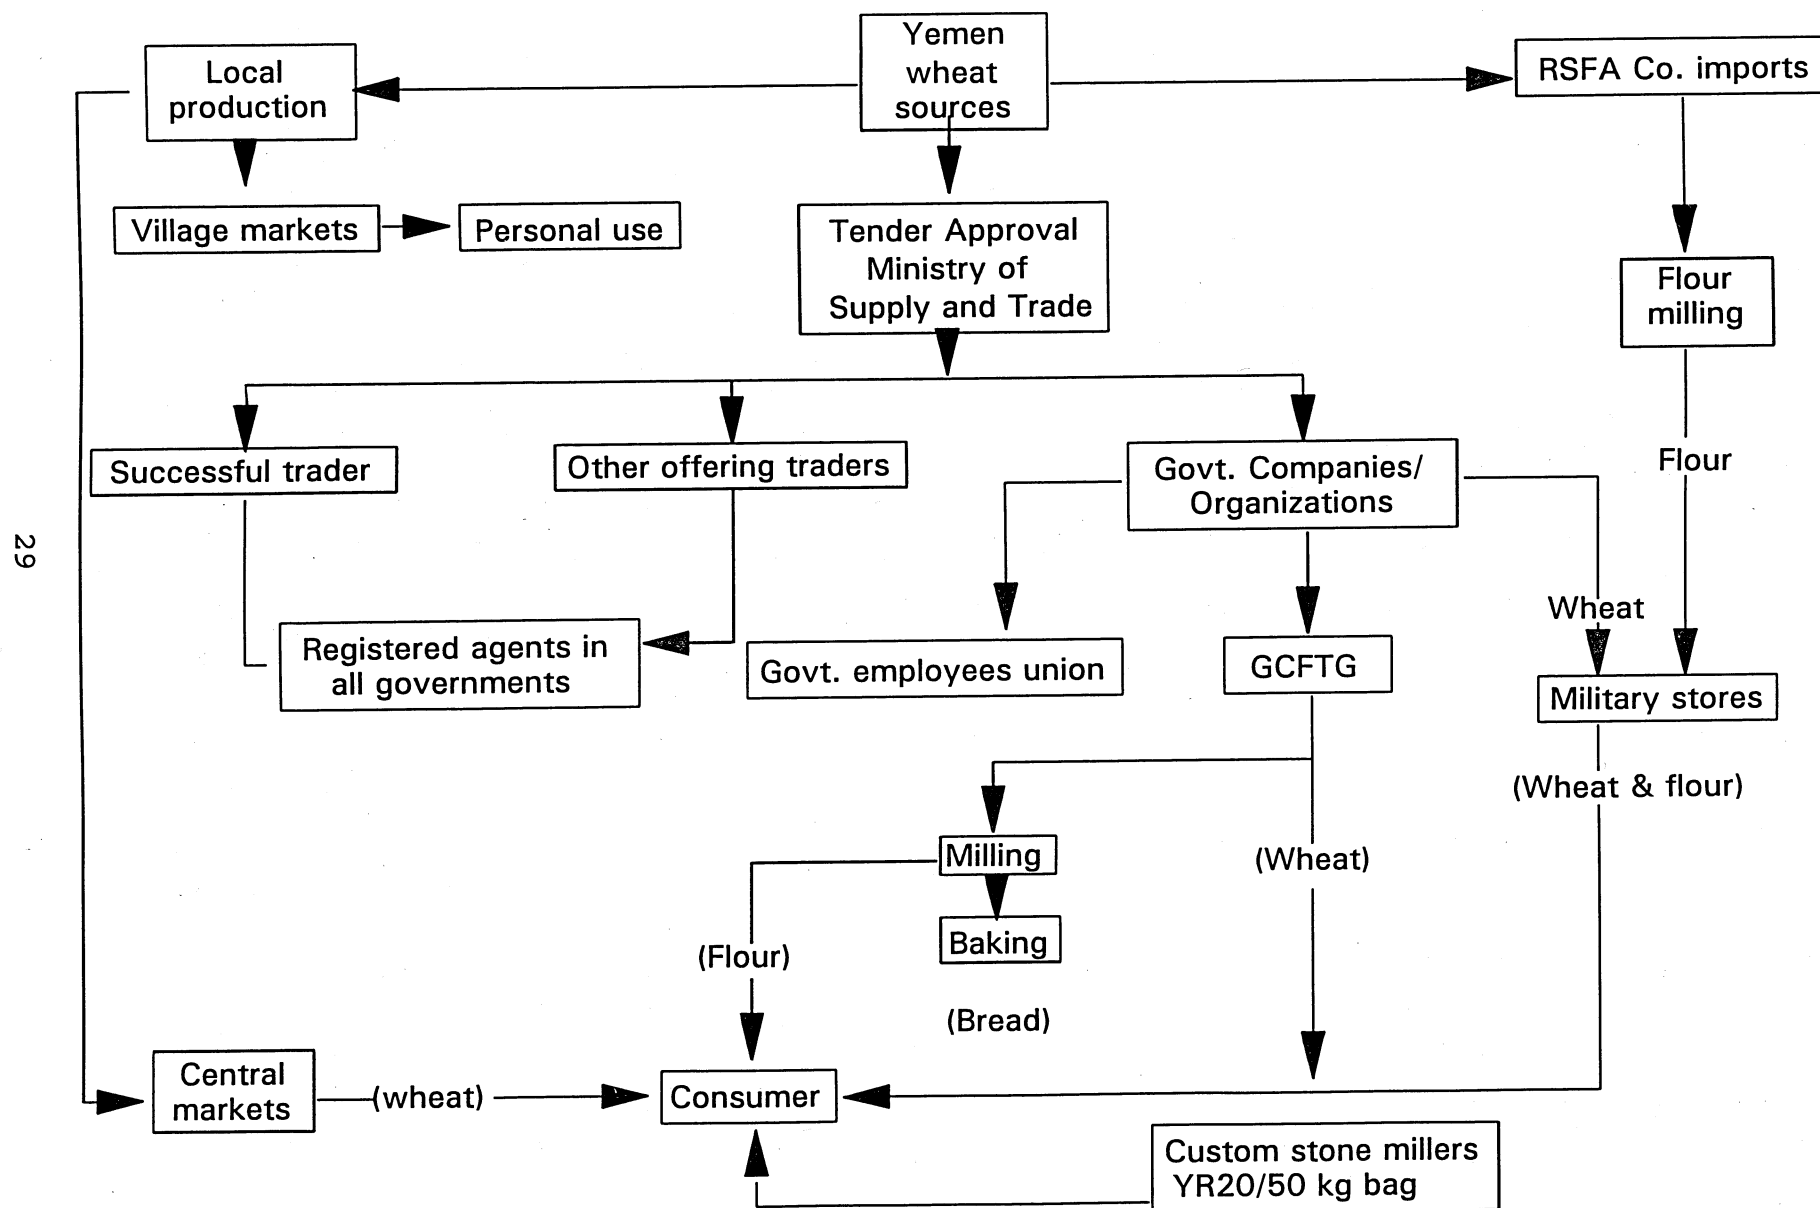 Yemen
wheat
sources
Local
production
RSFA Co. imports
Village markets
Personal use
Tender Approval
Ministry of
Supply and Trade
Flour
milling
Successful trader
Other offering traders
Govt. Companies/
Organizations
Flour
29
Wheat
Registered agents in
all governments
Govt. employees union
GCFTG
Military stores
(Wheat & flour)
Milling
(Wheat)
Baking
(Flour)
(Bread)
Central
markets
(wheat)
Consumer
Custom stone millers
YR20/50 kg bag